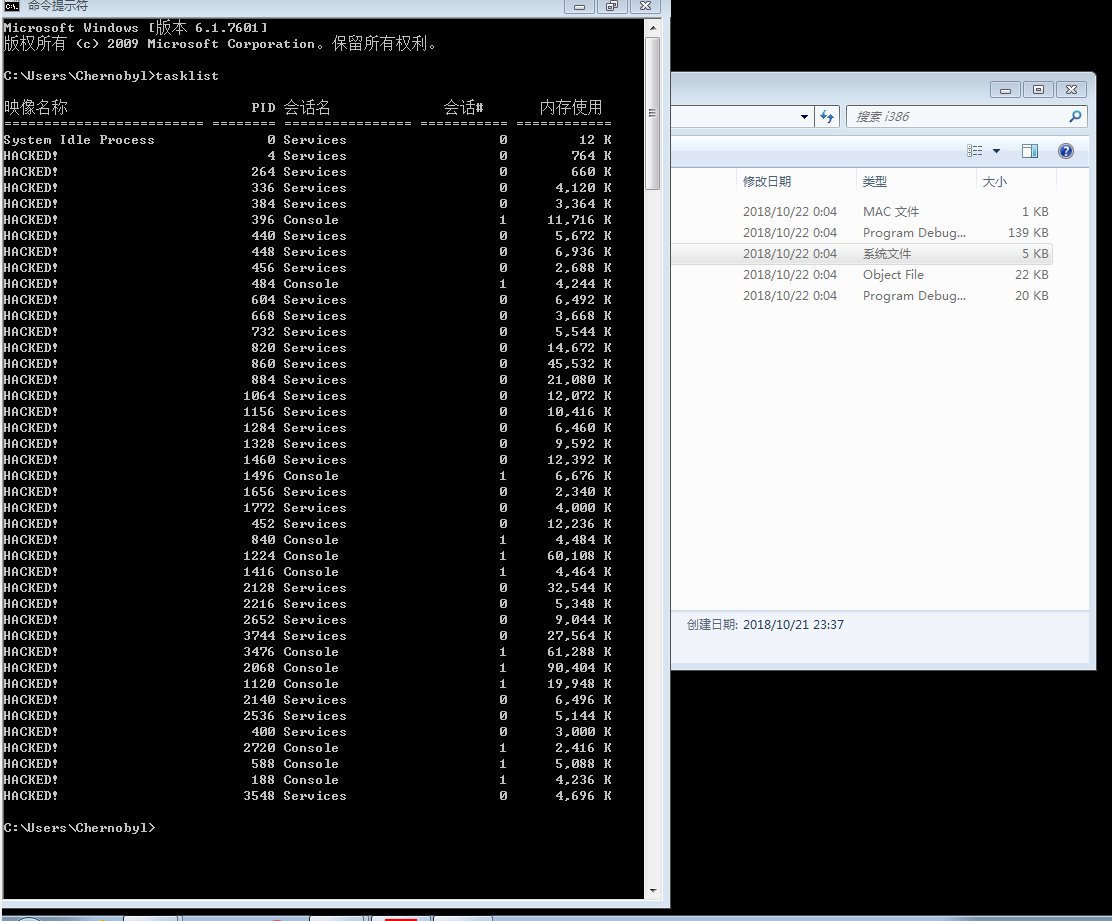 命令提示符
Microsoft Windows [版本 6.1.7601]
版权所有 (c) 2009 Microsoft Corporation。保留所有权利。
C:\Users\Chernobyl>tasklist
映像名称 PID 会话名 会话# 内存使用
========================= ======== ================ =========== ============
System Idle Process 0 Services 0 12 K
HACKED! 4 Services 0 764 K
HACKED! 264 Services 0 660 K
HACKED! 336 Services 0 4,120 K
HACKED! 384 Services 0 3,364 K
HACKED! 396 Console 1 11,716 K
HACKED! 440 Services 0 5,672 K
HACKED! 448 Services 0 6,936 K
HACKED! 456 Services 0 2,688 K
HACKED! 484 Console 1 4,244 K
HACKED! 604 Services 0 6,492 K
HACKED! 668 Services 0 3,668 K
HACKED! 732 Services 0 5,544 K
HACKED! 820 Services 0 14,672 K
HACKED! 860 Services 0 45,532 K
HACKED! 884 Services 0 21,080 K
HACKED! 1064 Services 0 12,072 K
HACKED! 1156 Services 0 10,416 K
HACKED! 1284 Services 0 6,460 K
HACKED! 1328 Services 0 9,592 K
HACKED! 1460 Services 0 12,392 K
HACKED! 1496 Console 1 6,676 K
HACKED! 1656 Services 0 2,340 K
HACKED! 1772 Services 0 4,000 K
HACKED! 452 Services 0 12,236 K
HACKED! 840 Console 1 4,484 K
HACKED! 1224 Console 1 60,108 K
HACKED! 1416 Console 1 4,464 K
HACKED! 2128 Services 0 32,544 K
HACKED! 2216 Services 0 5,348 K
HACKED! 2652 Services 0 9,044 K
HACKED! 3744 Services 0 27,564 K
HACKED! 3476 Console 1 61,288 K
HACKED! 2068 Console 1 90,404 K
HACKED! 1120 Console 1 19,948 K
HACKED! 2140 Services 0 6,496 K
HACKED! 2536 Services 0 5,144 K
HACKED! 400 Services 0 3,000 K
HACKED! 2720 Console 1 2,416 K
HACKED! 588 Console 1 5,088 K
HACKED! 188 Console 1 4,236 K
HACKED! 3548 Services 0 4,696 K
C:\Users\Chernobyl>
搜索 i386
修改日期 类型 大小
2018/10/22 0:04 MAC 文件 1 KB
2018/10/22 0:04 Program Debug... 139 KB
2018/10/22 0:04 系统文件 5 KB
2018/10/22 0:04 Object File 22 KB
2018/10/22 0:04 Program Debug... 20 KB
创建日期: 2018/10/21 23:37